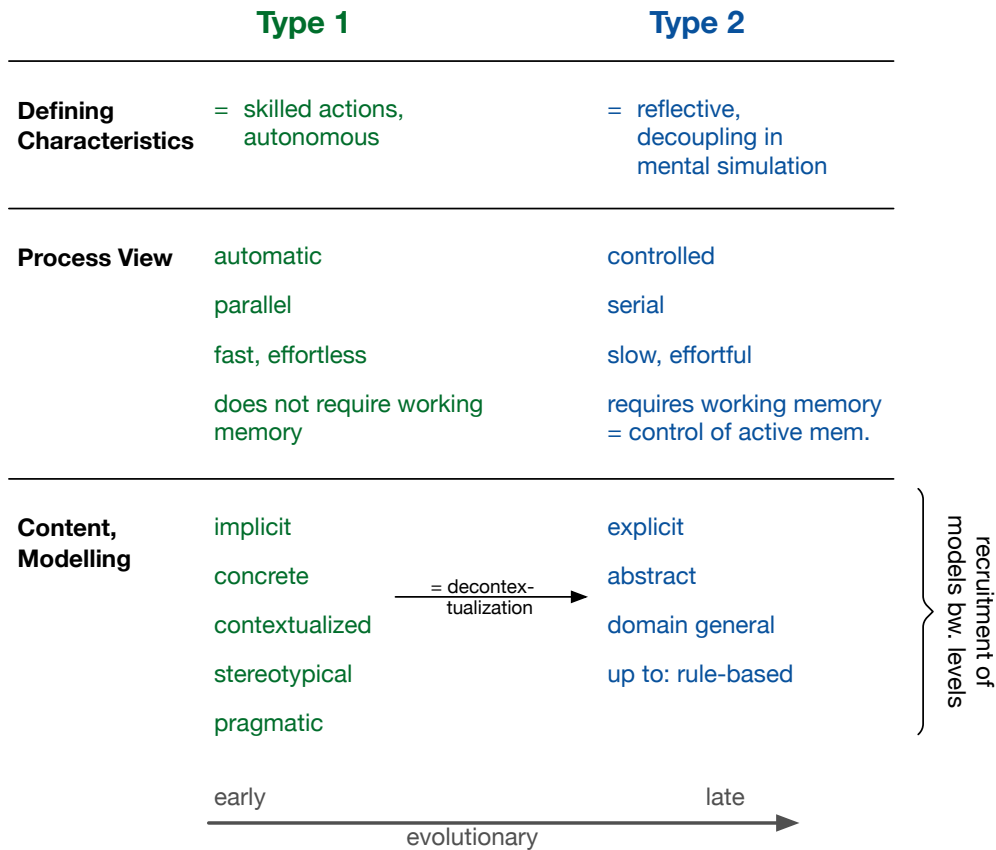 Type 1
Type 2
Defining
Characteristics
= skilled actions,
autonomous
= reflective,
decoupling in
mental simulation
Process View
automatic
controlled
parallel
serial
fast, effortless
slow, effortful
does not require working
memory
requires working memory
= control of active mem.
Content,
Modelling
implicit
explicit
concrete
abstract
= decontex-
tualization
contextualized
domain general
stereotypical
up to: rule-based
pragmatic
recruitment of
models bw. levels
early
late
evolutionary